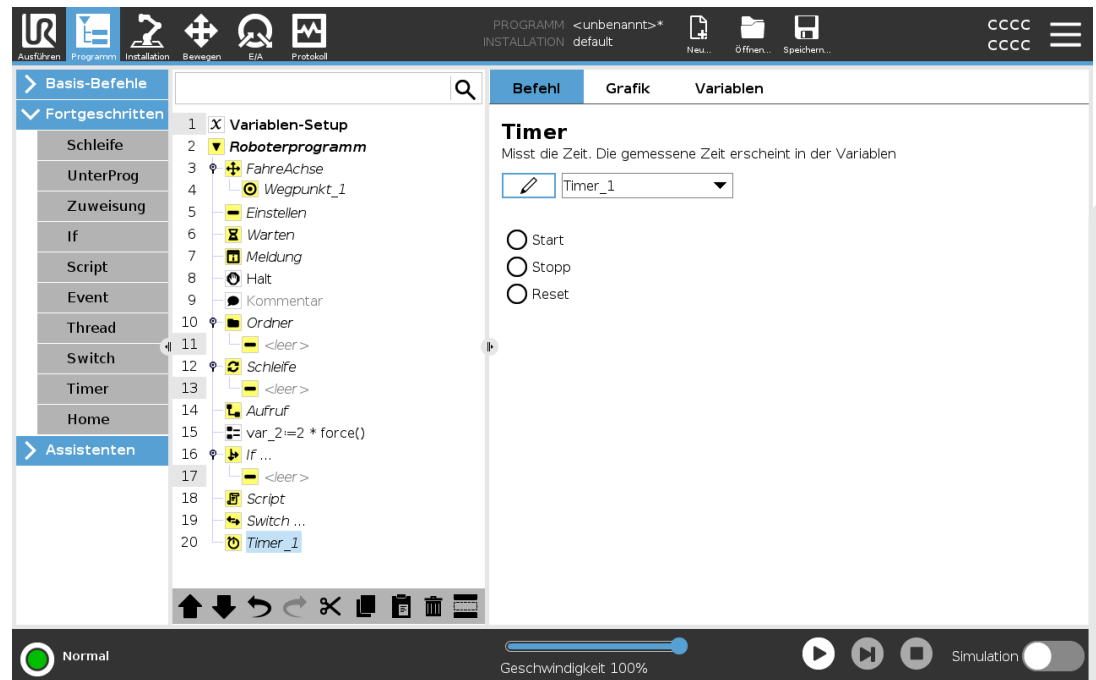 PROGRAMM <unbenannt>*
INSTALLATION default
CCCC
CCCC
Ausführen Programm Installation Bewegen E/A Protokoll
Neu... Öffnen... Speichern...
Basis-Befehle
Fortgeschritten
Schleife
UnterProg
Zuweisung
If
Script
Event
Thread
Switch
Timer
Home
Assistenten
1 X Variablen-Setup
2 Roboterprogramm
3 FahreAchse
4 Wegpunkt_1
5 Einstellen
6 Warten
7 Meldung
8 Halt
9 Kommentar
10 Ordner
11 <leer>
12 Schleife
13 <leer>
14 Aufruf
15 var_2≔2 * force()
16 If ...
17 <leer>
18 Script
19 Switch ...
20 Timer_1
Befehl Grafik Variablen
Timer
Misst die Zeit. Die gemessene Zeit erscheint in der Variablen
Timer_1
Start
Stopp
Reset
Normal
Geschwindigkeit 100%
Simulation